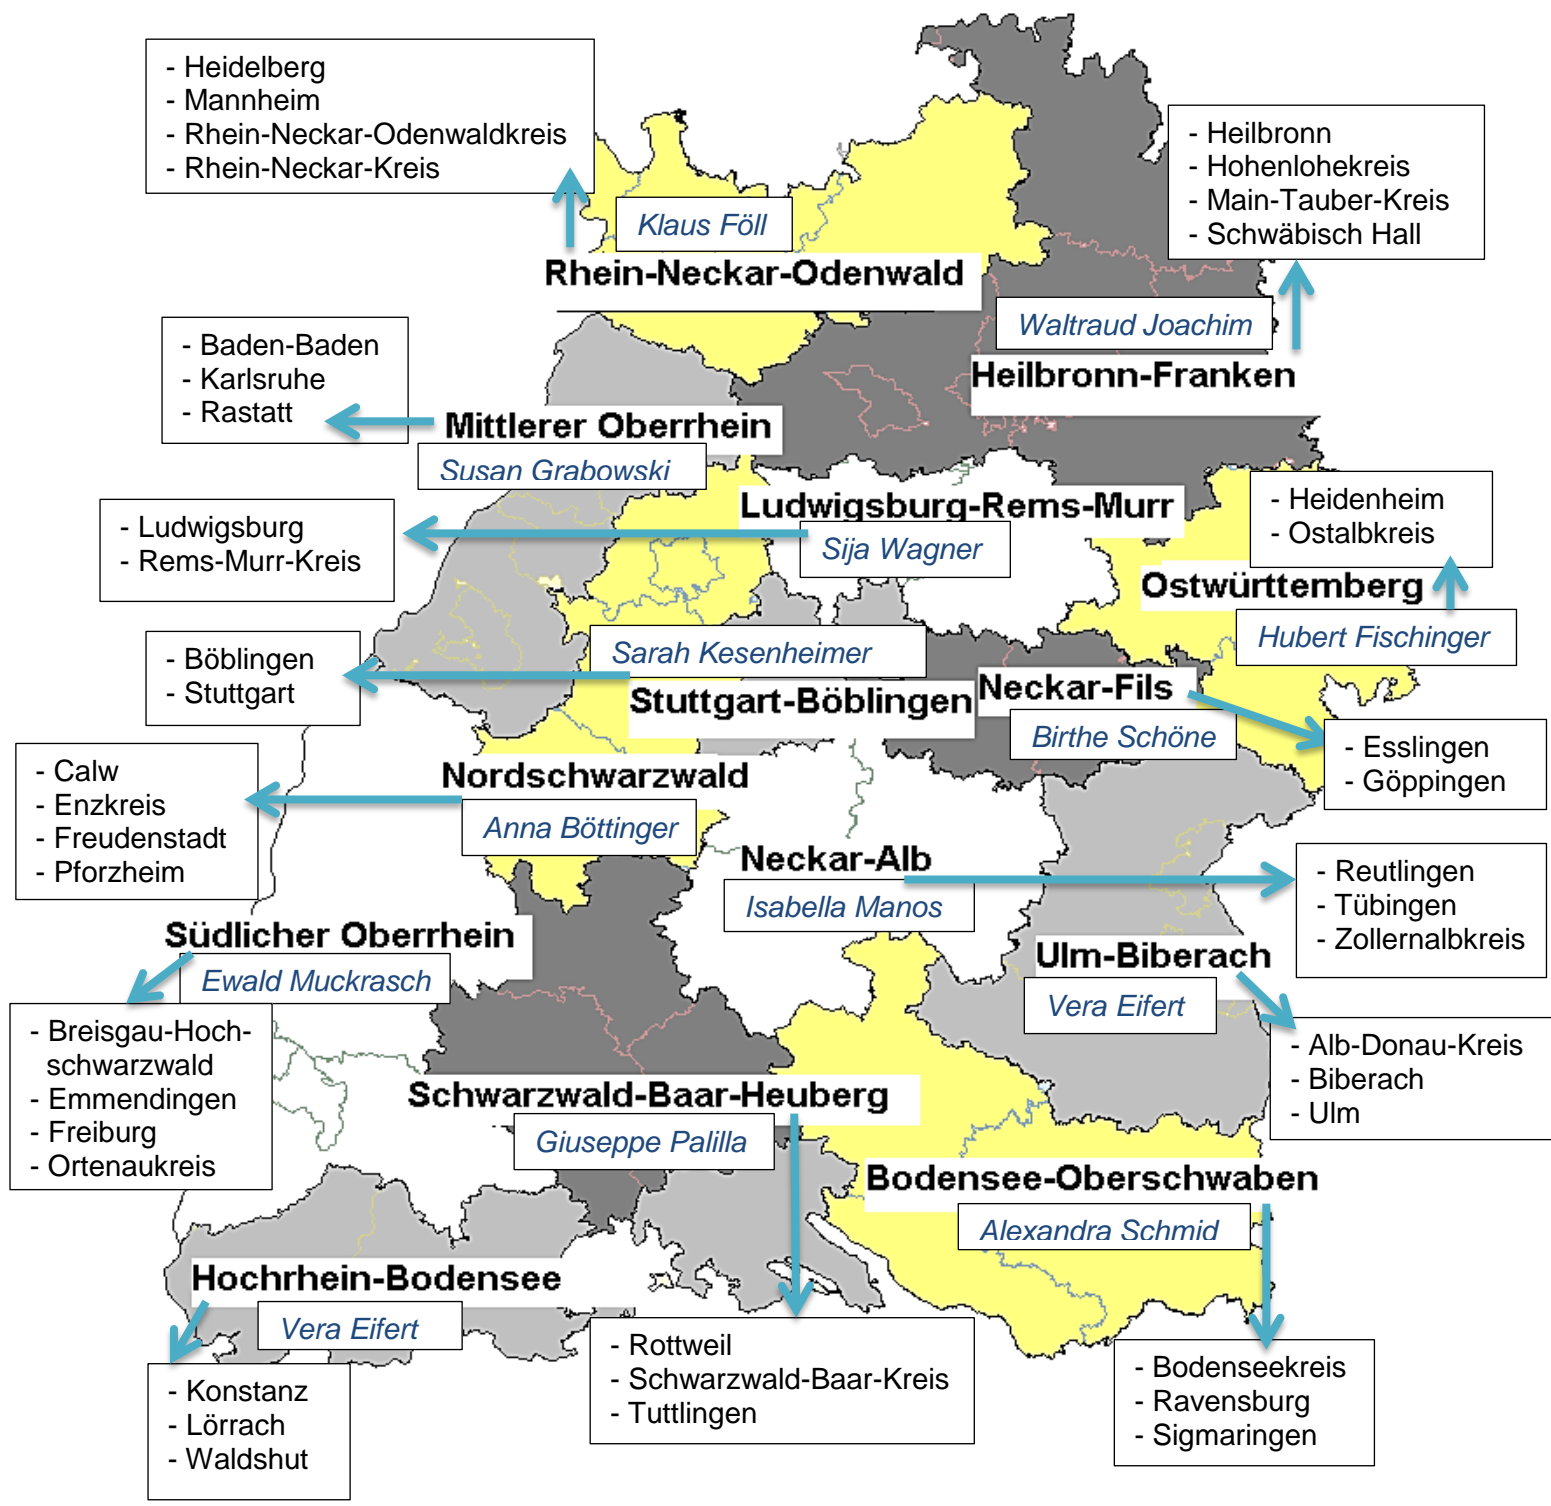 - Heidelberg
- Mannheim
- Rhein-Neckar-Odenwaldkreis
- Rhein-Neckar-Kreis
Klaus Föll
Rhein-Neckar-Odenwald
- Heilbronn
- Hohenlohekreis
- Main-Tauber-Kreis
- Schwäbisch Hall
Waltraud Joachim
Heilbronn-Franken
- Baden-Baden
- Karlsruhe
- Rastatt
Mittlerer Oberrhein
Susan Grabowski
- Ludwigsburg
- Rems-Murr-Kreis
Ludwigsburg-Rems-Murr
Sija Wagner
- Heidenheim
- Ostalbkreis
Ostwürttemberg
Hubert Fischinger
- Böblingen
- Stuttgart
Sarah Kesenheimer
Stuttgart-Böblingen
Neckar-Fils
Birthe Schöne
- Esslingen
- Göppingen
- Calw
- Enzkreis
- Freudenstadt
- Pforzheim
Nordschwarzwald
Anna Böttinger
Neckar-Alb
Isabella Manos
- Reutlingen
- Tübingen
- Zollernalbkreis
Südlicher Oberrhein
Ewald Muckrasch
- Breisgau-Hoch-
schwarzwald
- Emmendingen
- Freiburg
- Ortenaukreis
Ulm-Biberach
Vera Eifert
- Alb-Donau-Kreis
- Biberach
- Ulm
Schwarzwald-Baar-Heuberg
Giuseppe Palilla
Bodensee-Oberschwaben
Alexandra Schmid
Hochrhein-Bodensee
Vera Eifert
- Konstanz
- Lörrach
- Waldshut
- Rottweil
- Schwarzwald-Baar-Kreis
- Tuttlingen
- Bodenseekreis
- Ravensburg
- Sigmaringen